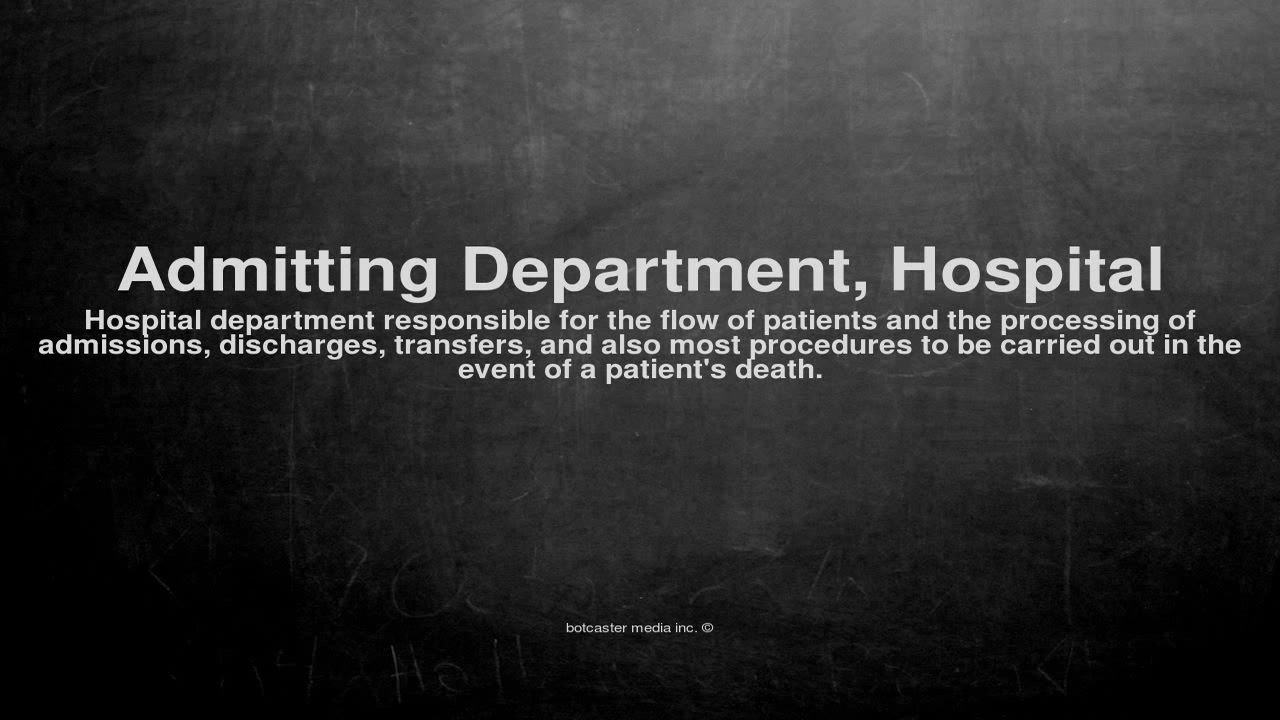 Admitting Department, Hospital
Hospital department responsible for the flow of patients and the processing of
admissions, discharges, transfers, and also most procedures to be carried out in the
event of a patient's death.
botcaster media inc. ©